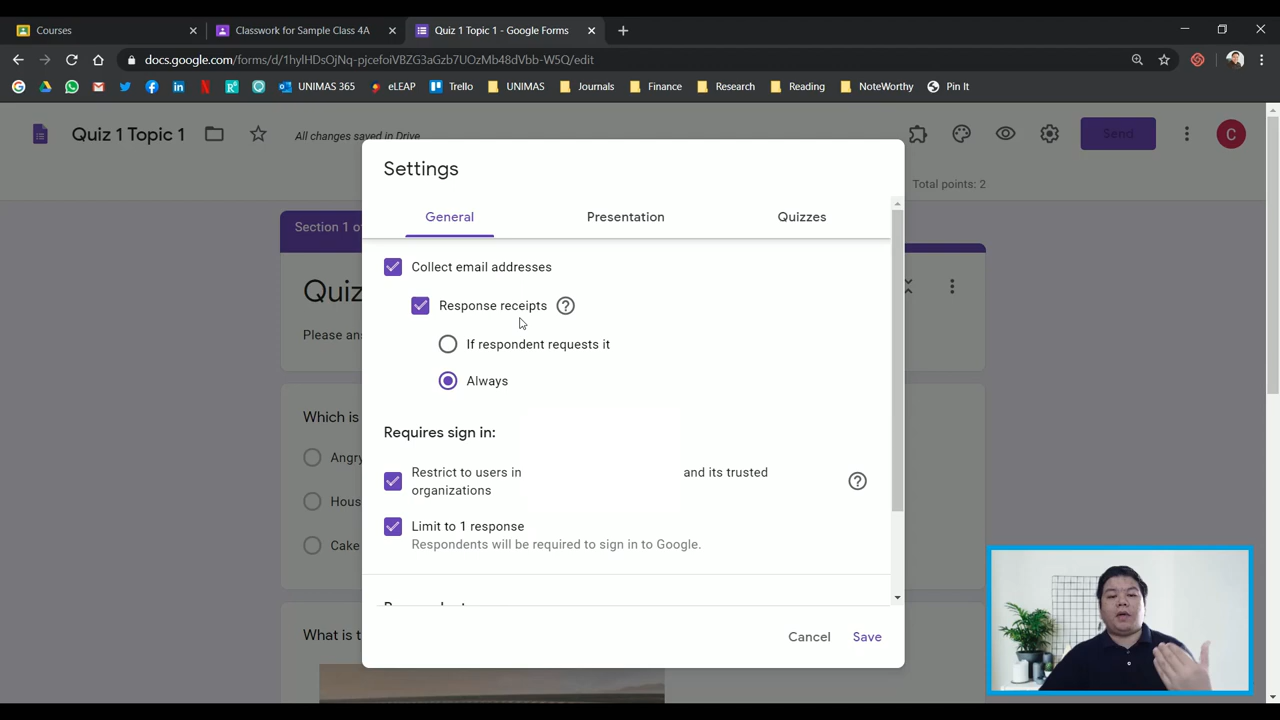 Courses
Classwork for Sample Class 4A
Quiz 1 Topic 1 - Google Forms
docs.google.com/forms/d/1hylHDsOjNq-pjcefoiVBZG3aGzb7UOzMb48dVbb-W5Q/edit
UNIMAS 365
eLEAP
Trello
UNIMAS
Journals
Finance
Research
Reading
NoteWorthy
Pin It
Quiz 1 Topic 1
All changes saved in Drive
Send
C
Total points: 2
Settings
General
Presentation
Quizzes
Section 1 o
Collect email addresses
Quiz
Response receipts
Please ans
If respondent requests it
Always
Which is
Requires sign in:
Angry
Restrict to users in and its trusted
organizations
Hous
Limit to 1 response
Cake
Respondents will be required to sign in to Google.
What is t
Cancel
Save